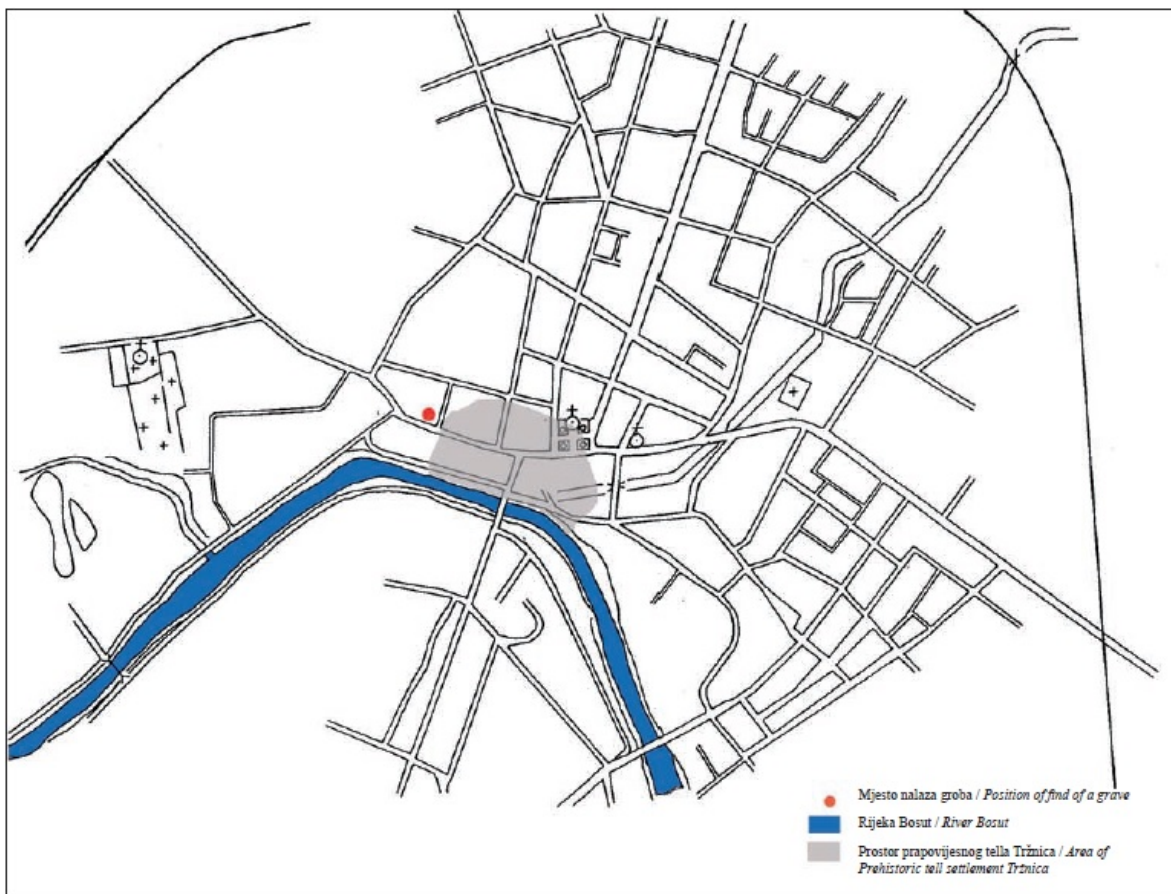 Mjesto nalaza groba / Position of find of a grave
Rijeka Bosut / River Bosut
Prostor prapovijesnog tella Tržnica / Area of
Prehistoric tell settlement Tržnica